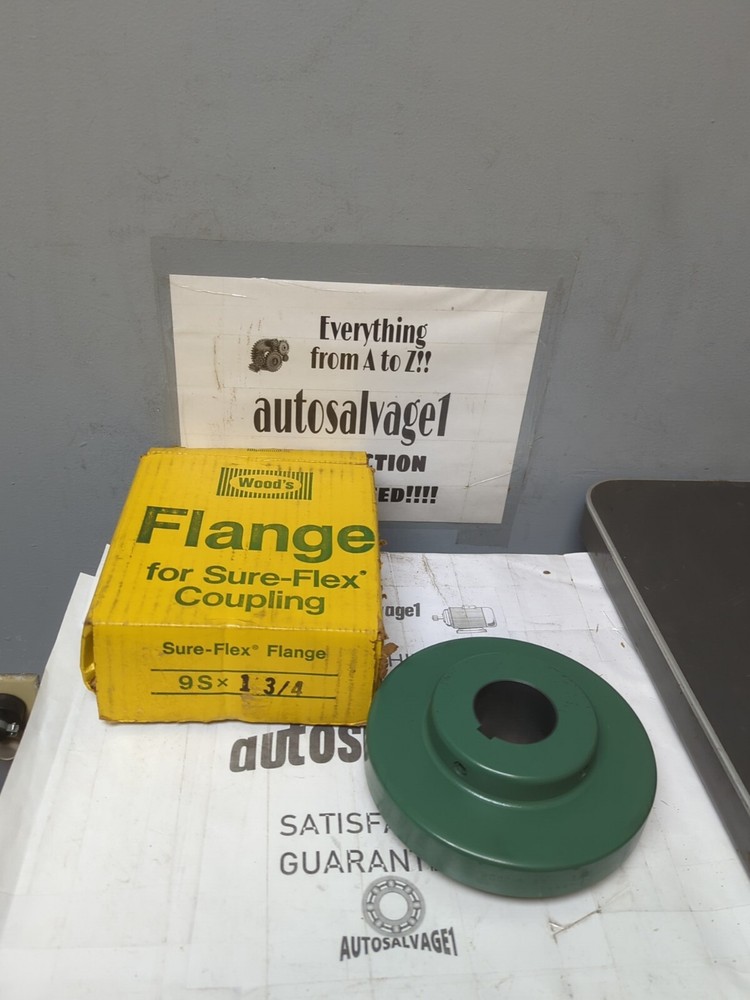 Everything
from A to Z!!
autosalvage1
CTION
ED!!!!
Wood's
Flange
for Sure-Flex®
Coupling
Sure-Flex® Flange
9S× 1 3/4
age1
autos
SATISFA
GUARANT
AUTOSALVAGE1